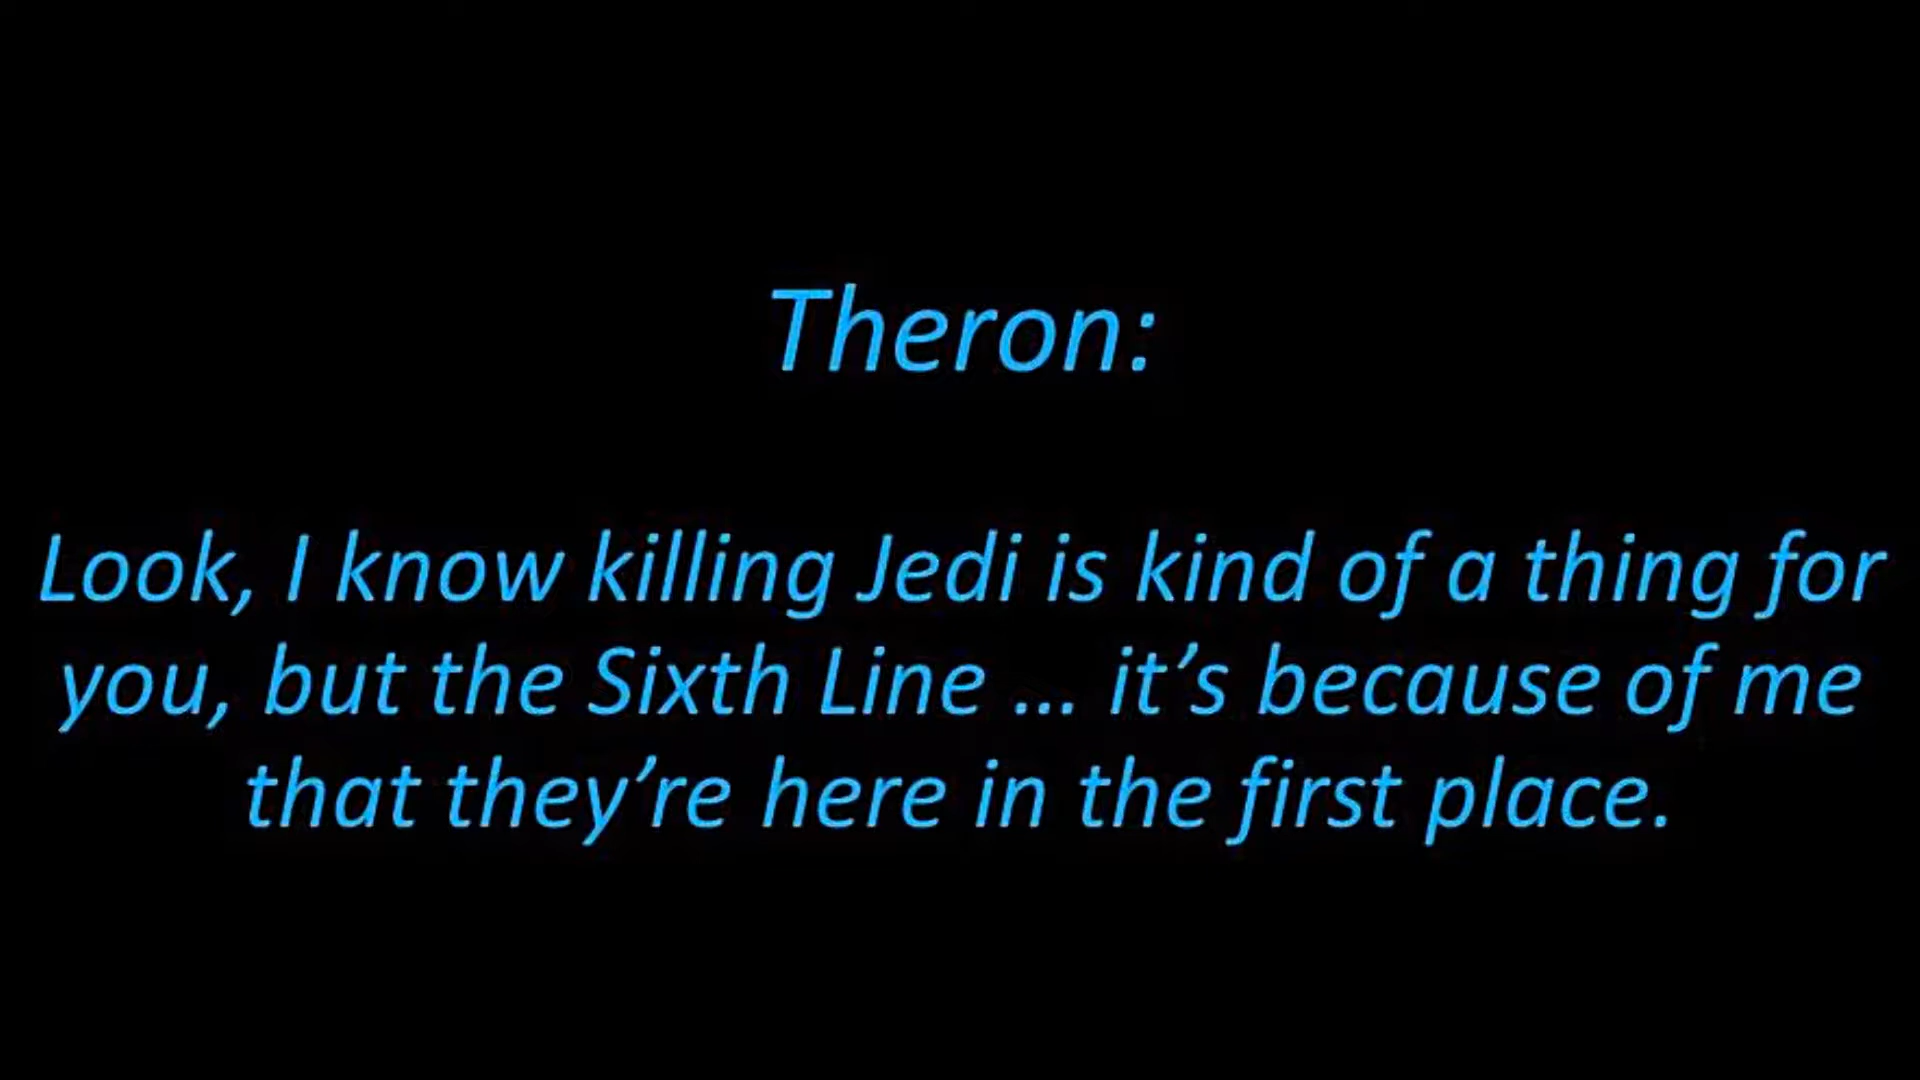 Theron:
Look, I know killing Jedi is kind of a thing for
you, but the Sixth Line ... it’s because of me
that they’re here in the first place.